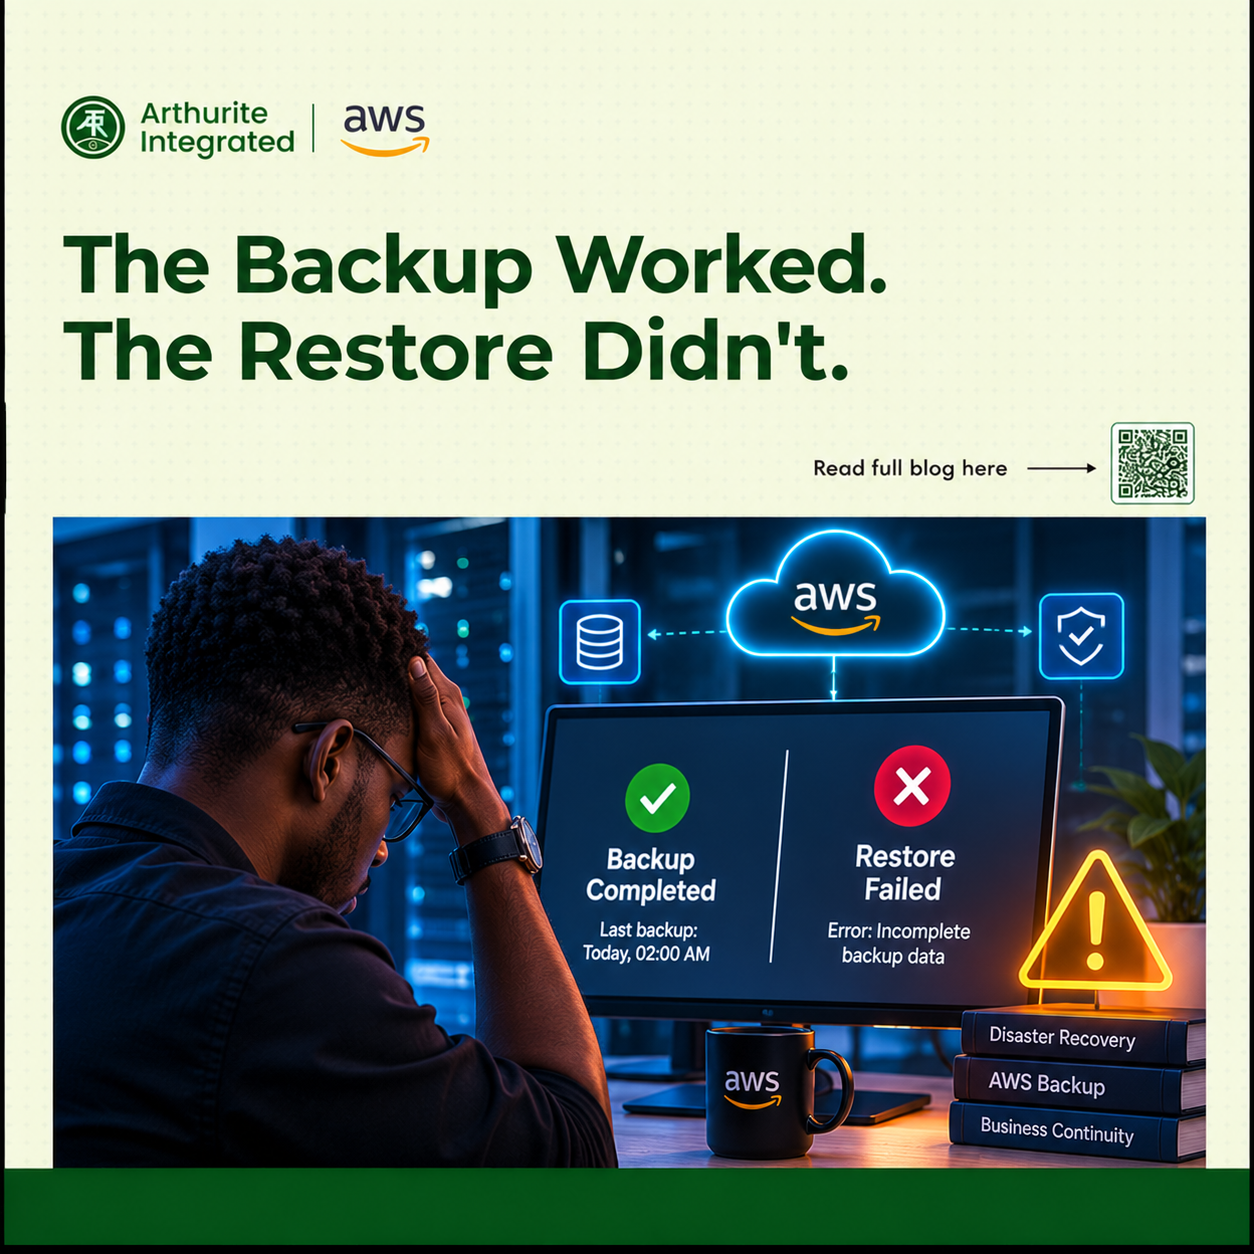 Arthurite
Integrated
aws
The Backup Worked.
The Restore Didn't.
Read full blog here
aws
Backup
Completed
Last backup:
Today, 02:00 AM
Restore
Failed
Error: Incomplete
backup data
Disaster Recovery
AWS Backup
Business Continuity
aws